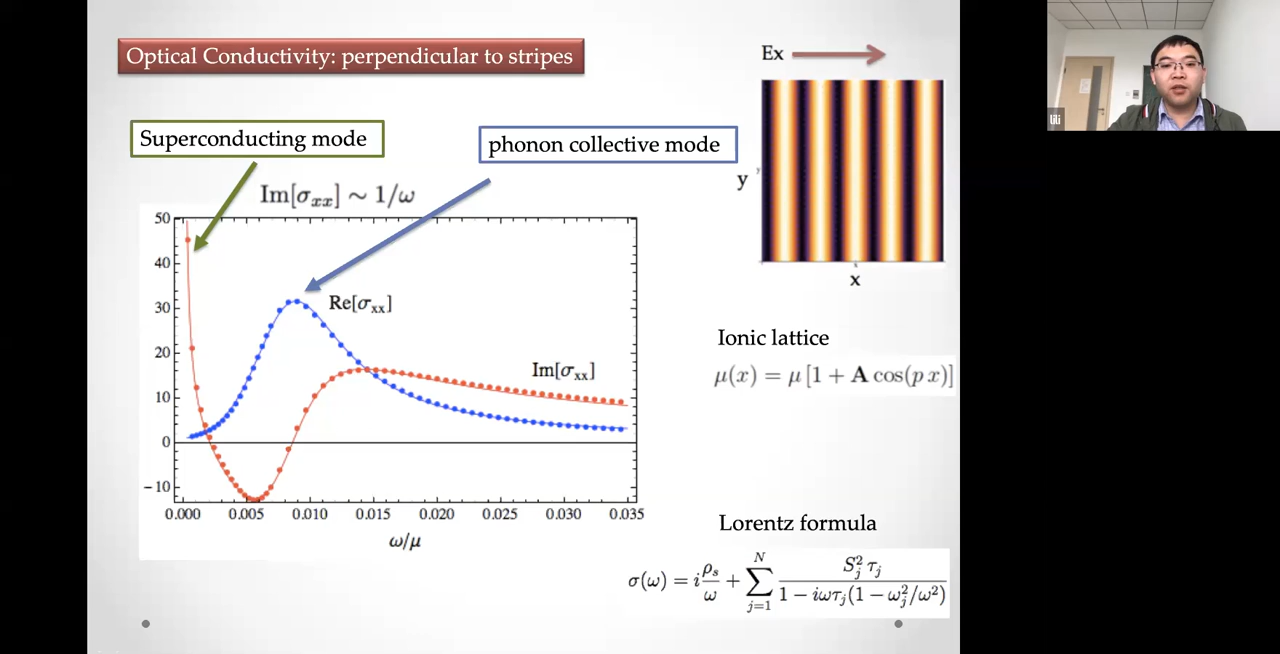 Optical Conductivity: perpendicular to stripes
Ex
Superconducting mode
phonon collective mode
Im[σxx] ~ 1/ω
y
x
50
40
30
20
10
0
−10
Re[σxx]
Im[σxx]
0.000 0.005 0.010 0.015 0.020 0.025 0.030 0.035
ω/μ
Ionic lattice
μ(x) = μ [1 + A cos(p x)]
Lorentz formula
σ(ω) = i ρs/ω + ∑_{j=1}^{N} S_j^2 τ_j / (1 − iωτ_j(1 − ω_j^2/ω^2))
lili